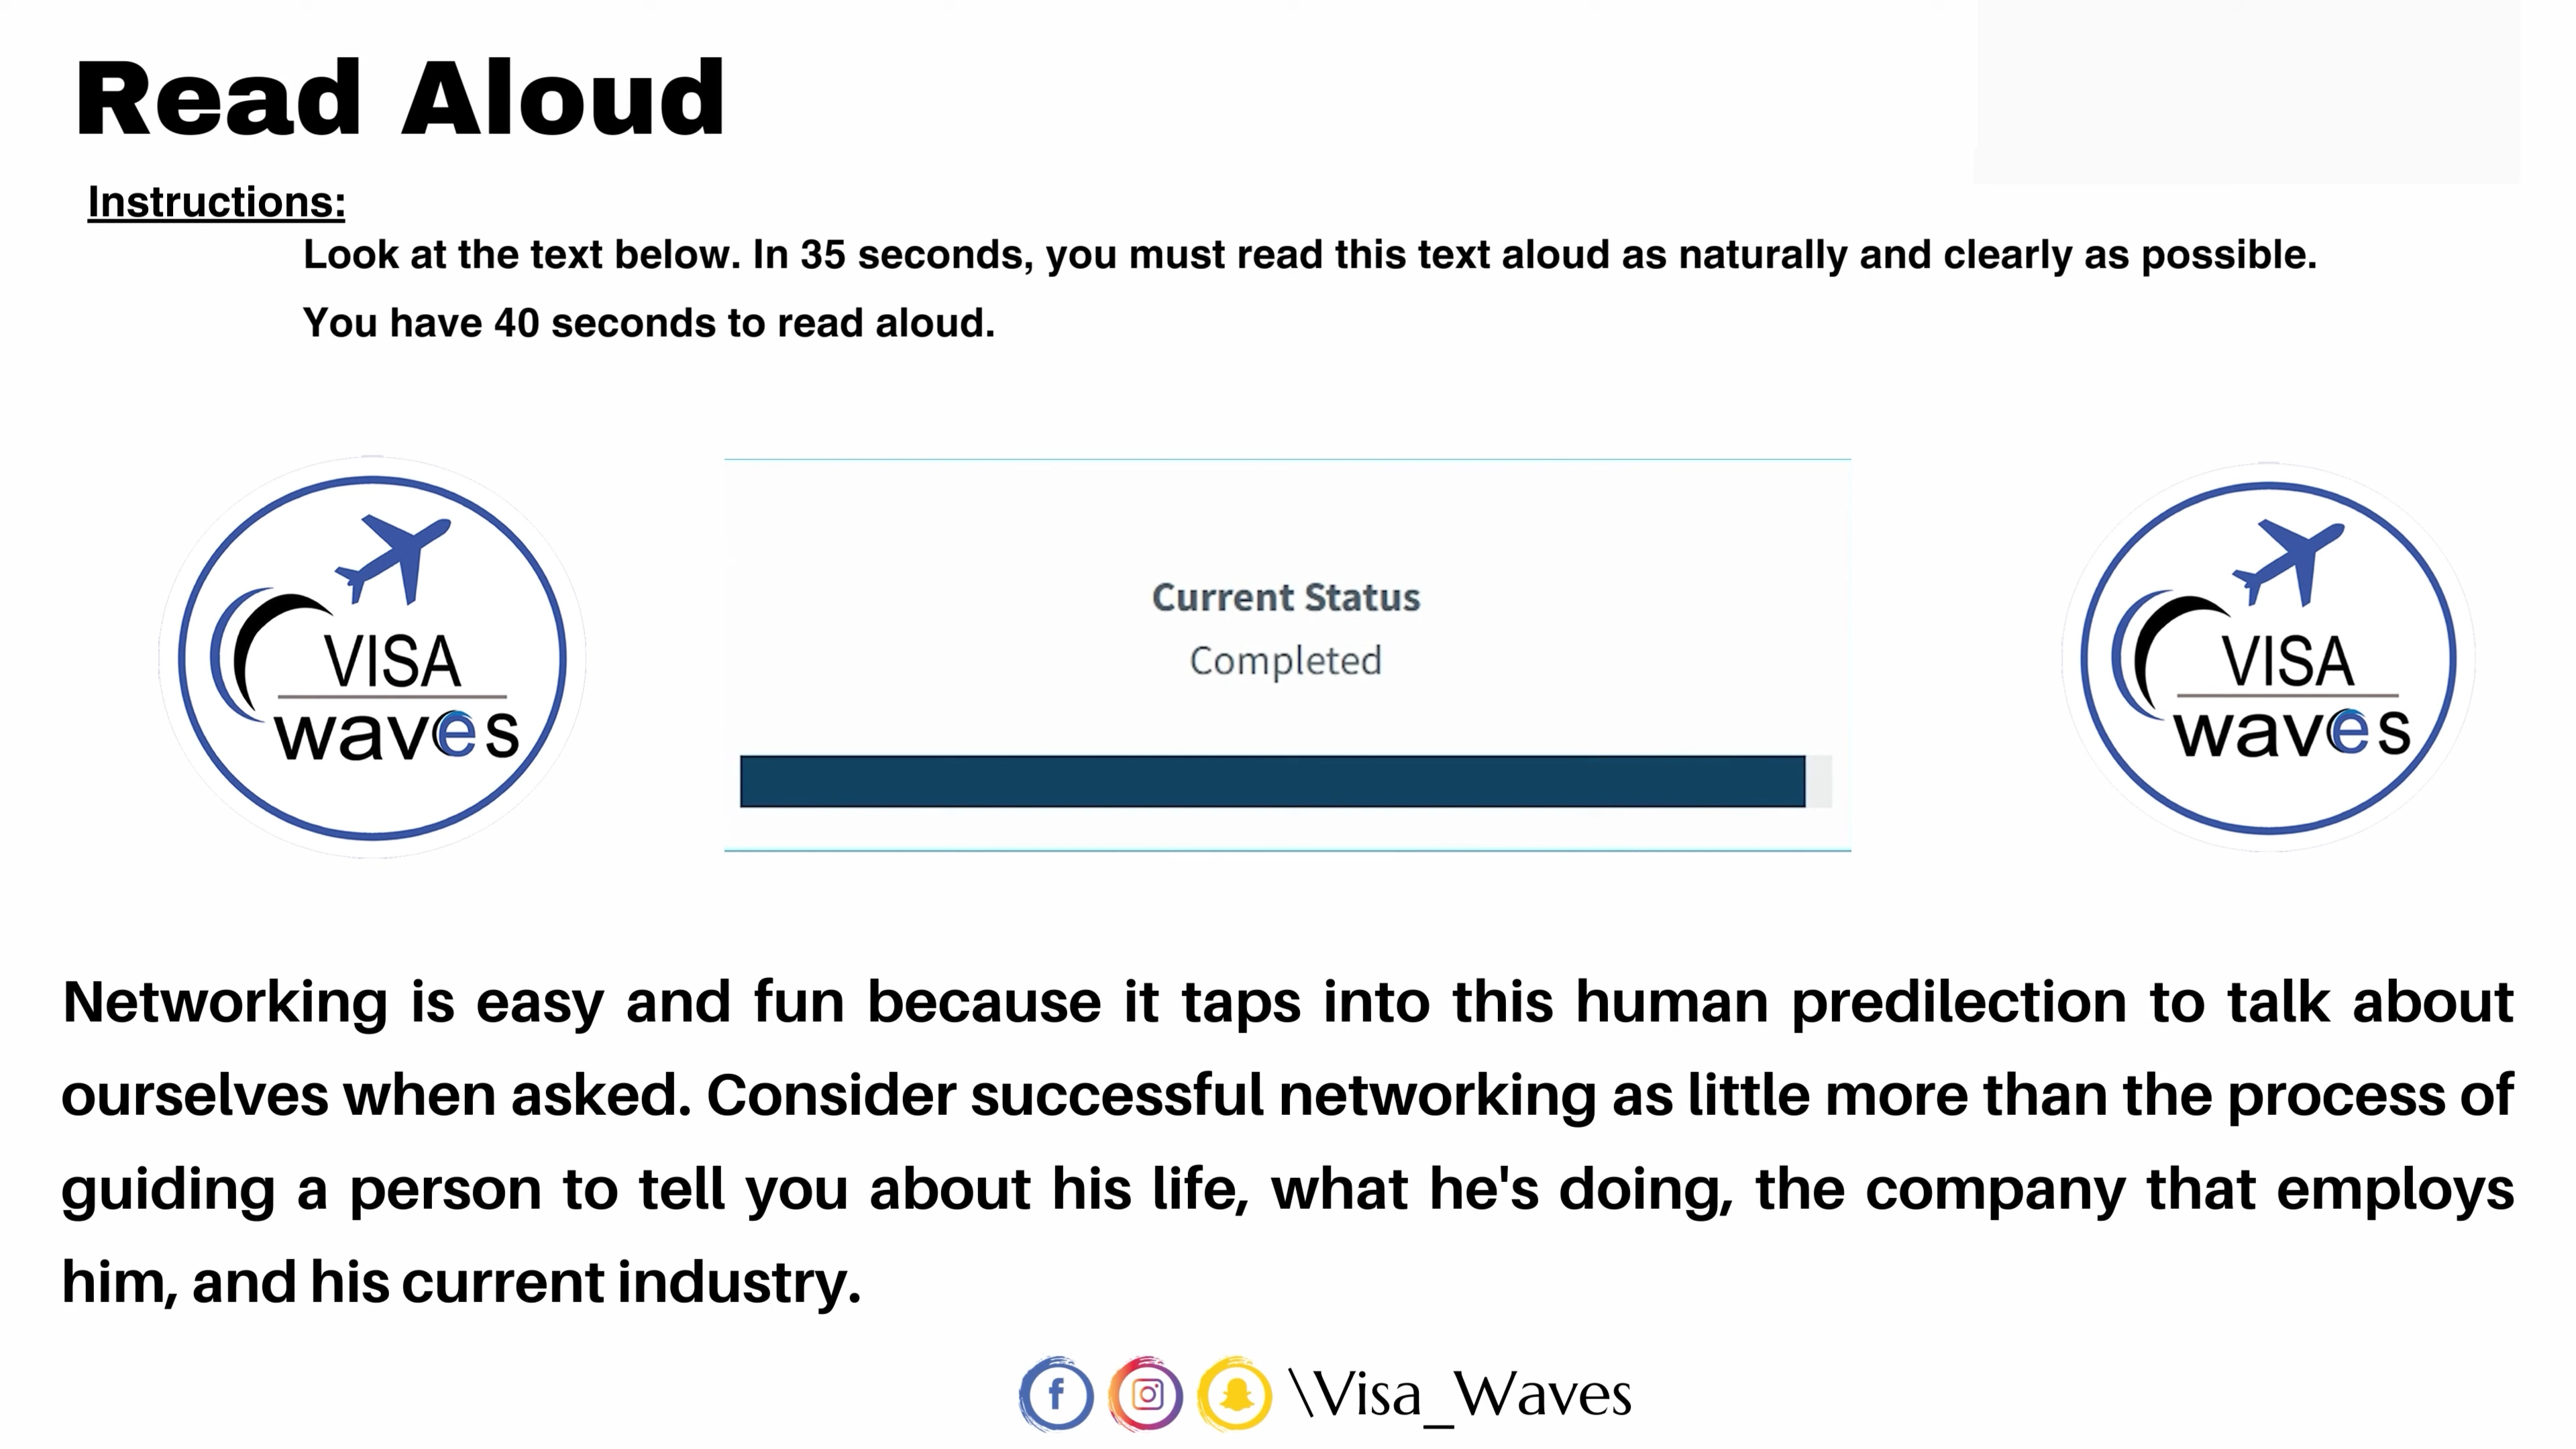 Read Aloud
Instructions:
Look at the text below. In 35 seconds, you must read this text aloud as naturally and clearly as possible.
You have 40 seconds to read aloud.
VISA
waves
Current Status
Completed
VISA
waves
Networking is easy and fun because it taps into this human predilection to talk about
ourselves when asked. Consider successful networking as little more than the process of
guiding a person to tell you about his life, what he's doing, the company that employs
him, and his current industry.
\Visa_Waves